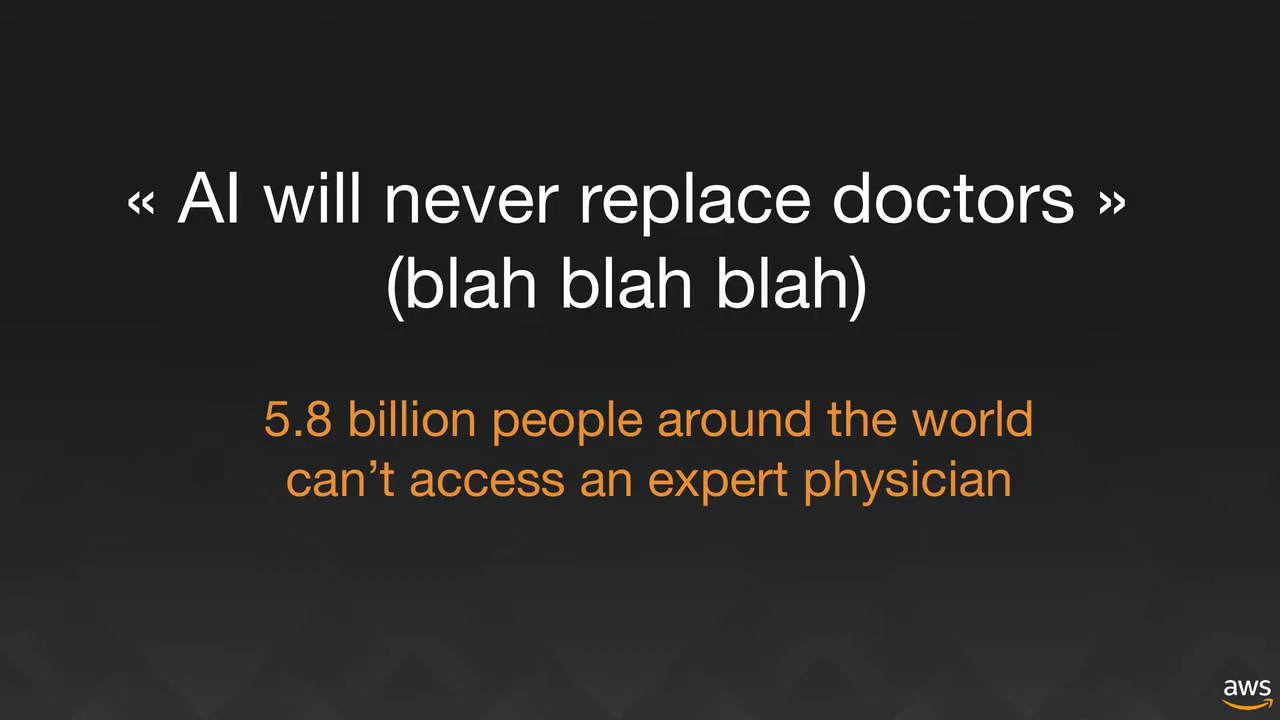 « AI will never replace doctors »
(blah blah blah)
5.8 billion people around the world
can’t access an expert physician
aws